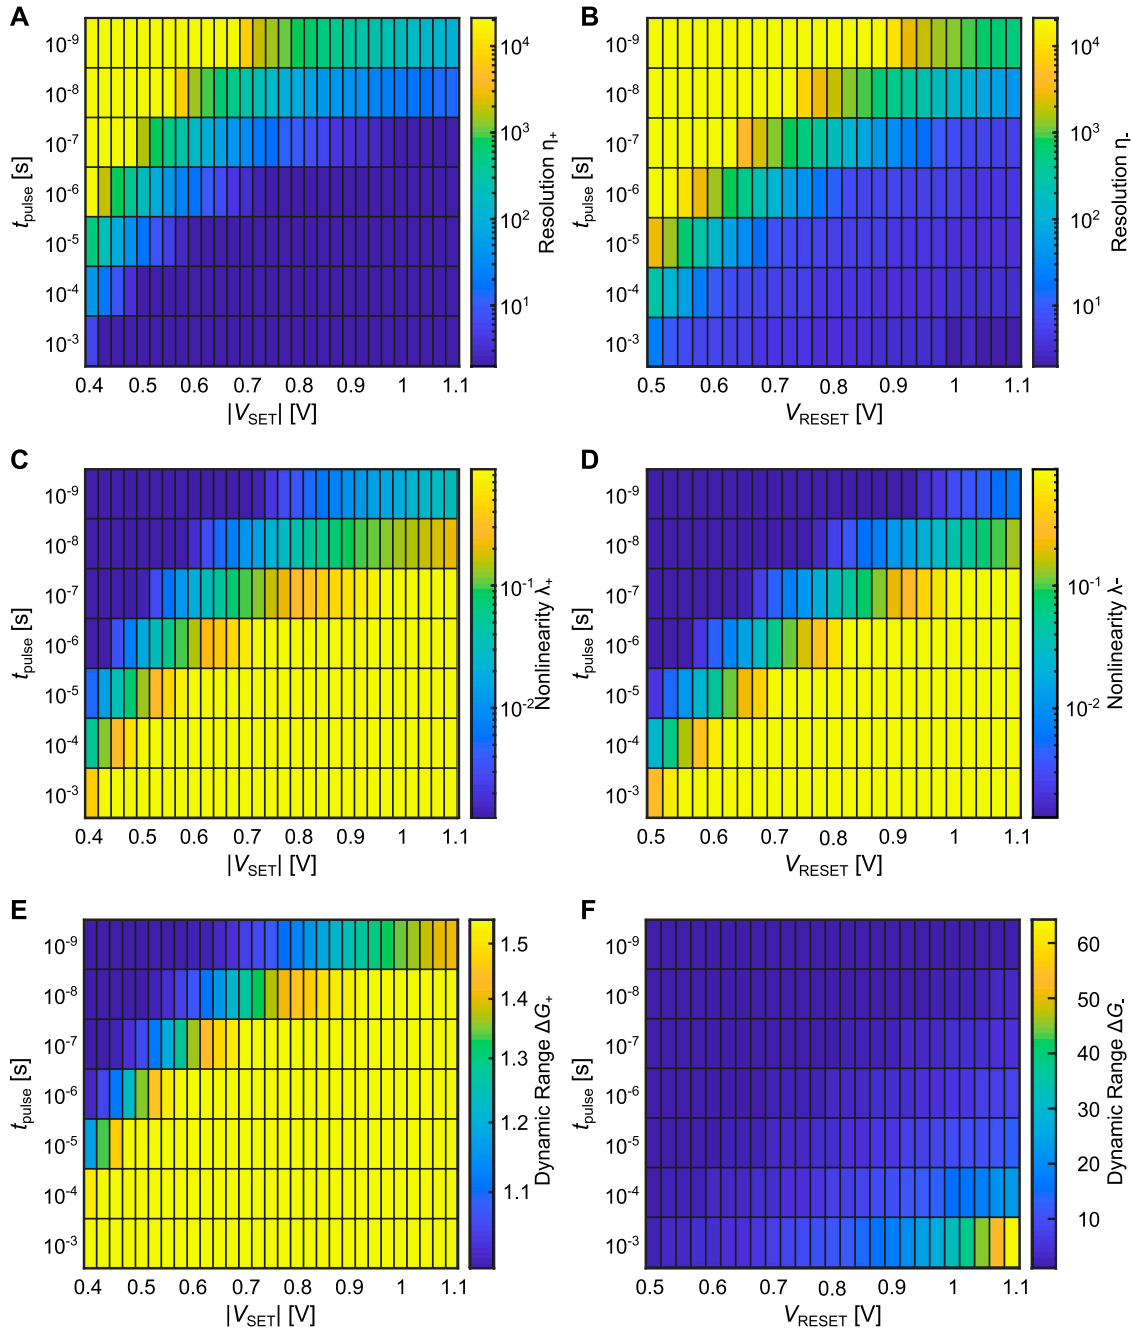 A
10-9
10-8
10-7
10-6
10-5
10-4
10-3
tpulse [s]
0.4 0.5 0.6 0.7 0.8 0.9 1 1.1
|VSET| [V]
104
103
102
101
Resolution η+
B
10-9
10-8
10-7
10-6
10-5
10-4
10-3
tpulse [s]
0.5 0.6 0.7 0.8 0.9 1 1.1
VRESET [V]
104
103
102
101
Resolution η-
C
10-9
10-8
10-7
10-6
10-5
10-4
10-3
tpulse [s]
0.4 0.5 0.6 0.7 0.8 0.9 1 1.1
|VSET| [V]
10-1
10-2
Nonlinearity λ+
D
10-9
10-8
10-7
10-6
10-5
10-4
10-3
tpulse [s]
0.5 0.6 0.7 0.8 0.9 1 1.1
VRESET [V]
10-1
10-2
Nonlinearity λ-
E
10-9
10-8
10-7
10-6
10-5
10-4
10-3
tpulse [s]
0.4 0.5 0.6 0.7 0.8 0.9 1 1.1
|VSET| [V]
1.5
1.4
1.3
1.2
1.1
Dynamic Range ΔG+
F
10-9
10-8
10-7
10-6
10-5
10-4
10-3
tpulse [s]
0.5 0.6 0.7 0.8 0.9 1 1.1
VRESET [V]
60
50
40
30
20
10
Dynamic Range ΔG-